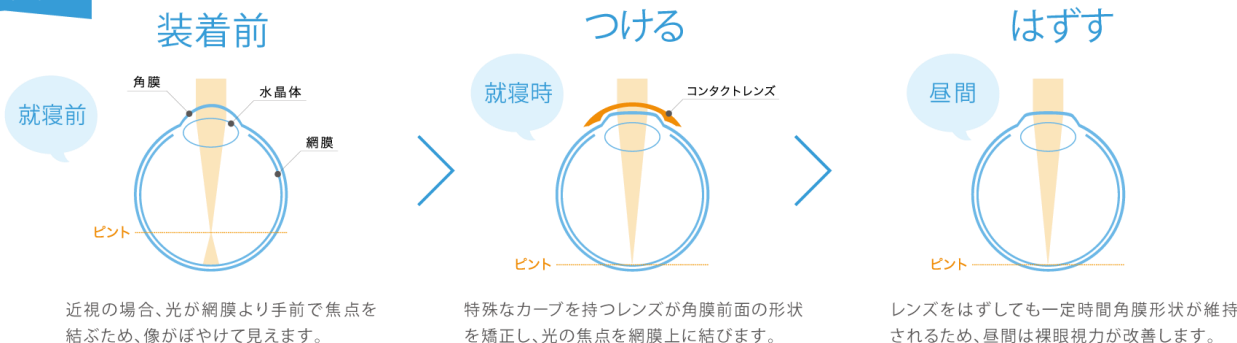 装着前
就寝前
角膜
水晶体
網膜
ピント
近視の場合、光が網膜より手前で焦点を
結ぶため、像がぼやけて見えます。
つける
就寝時
コンタクトレンズ
ピント
特殊なカーブを持つレンズが角膜前面の形状
を矯正し、光の焦点を網膜上に結びます。
はずす
昼間
ピント
レンズをはずしても一定時間角膜形状が維持
されるため、昼間は裸眼視力が改善します。